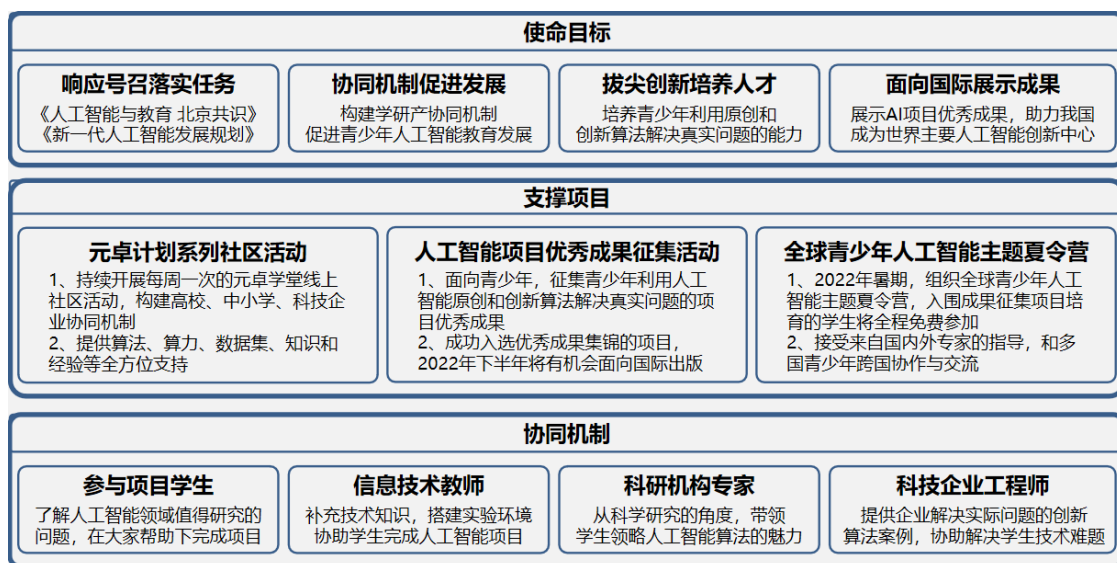 使命目标
响应号召落实任务
《人工智能与教育 北京共识》
《新一代人工智能发展规划》
协同机制促进发展
构建学研产协同机制
促进青少年人工智能教育发展
拔尖创新培养人才
培养青少年利用原创和
创新算法解决真实问题的能力
面向国际展示成果
展示AI项目优秀成果，助力我国
成为世界主要人工智能创新中心
支撑项目
元卓计划系列社区活动
1、持续开展每周一次的元卓学堂线上
社区活动，构建高校、中小学、科技企
业协同机制
2、提供算法、算力、数据集、知识和
经验等全方位支持
人工智能项目优秀成果征集活动
1、面向青少年，征集青少年利用人工
智能原创和创新算法解决真实问题的项
目优秀成果
2、成功入选优秀成果集锦的项目，
2022年下半年将有机会面向国际出版
全球青少年人工智能主题夏令营
1、2022年暑期，组织全球青少年人工
智能主题夏令营，入围成果征集项目培
育的学生将全程免费参加
2、接受来自国内外专家的指导，和多
国青少年跨国协作与交流
协同机制
参与项目学生
了解人工智能领域值得研究的
问题，在大家帮助下完成项目
信息技术教师
补充技术知识，搭建实验环境
协助学生完成人工智能项目
科研机构专家
从科学研究的角度，带领
学生领略人工智能算法的魅力
科技企业工程师
提供企业解决实际问题的创新
算法案例，协助解决学生技术难题